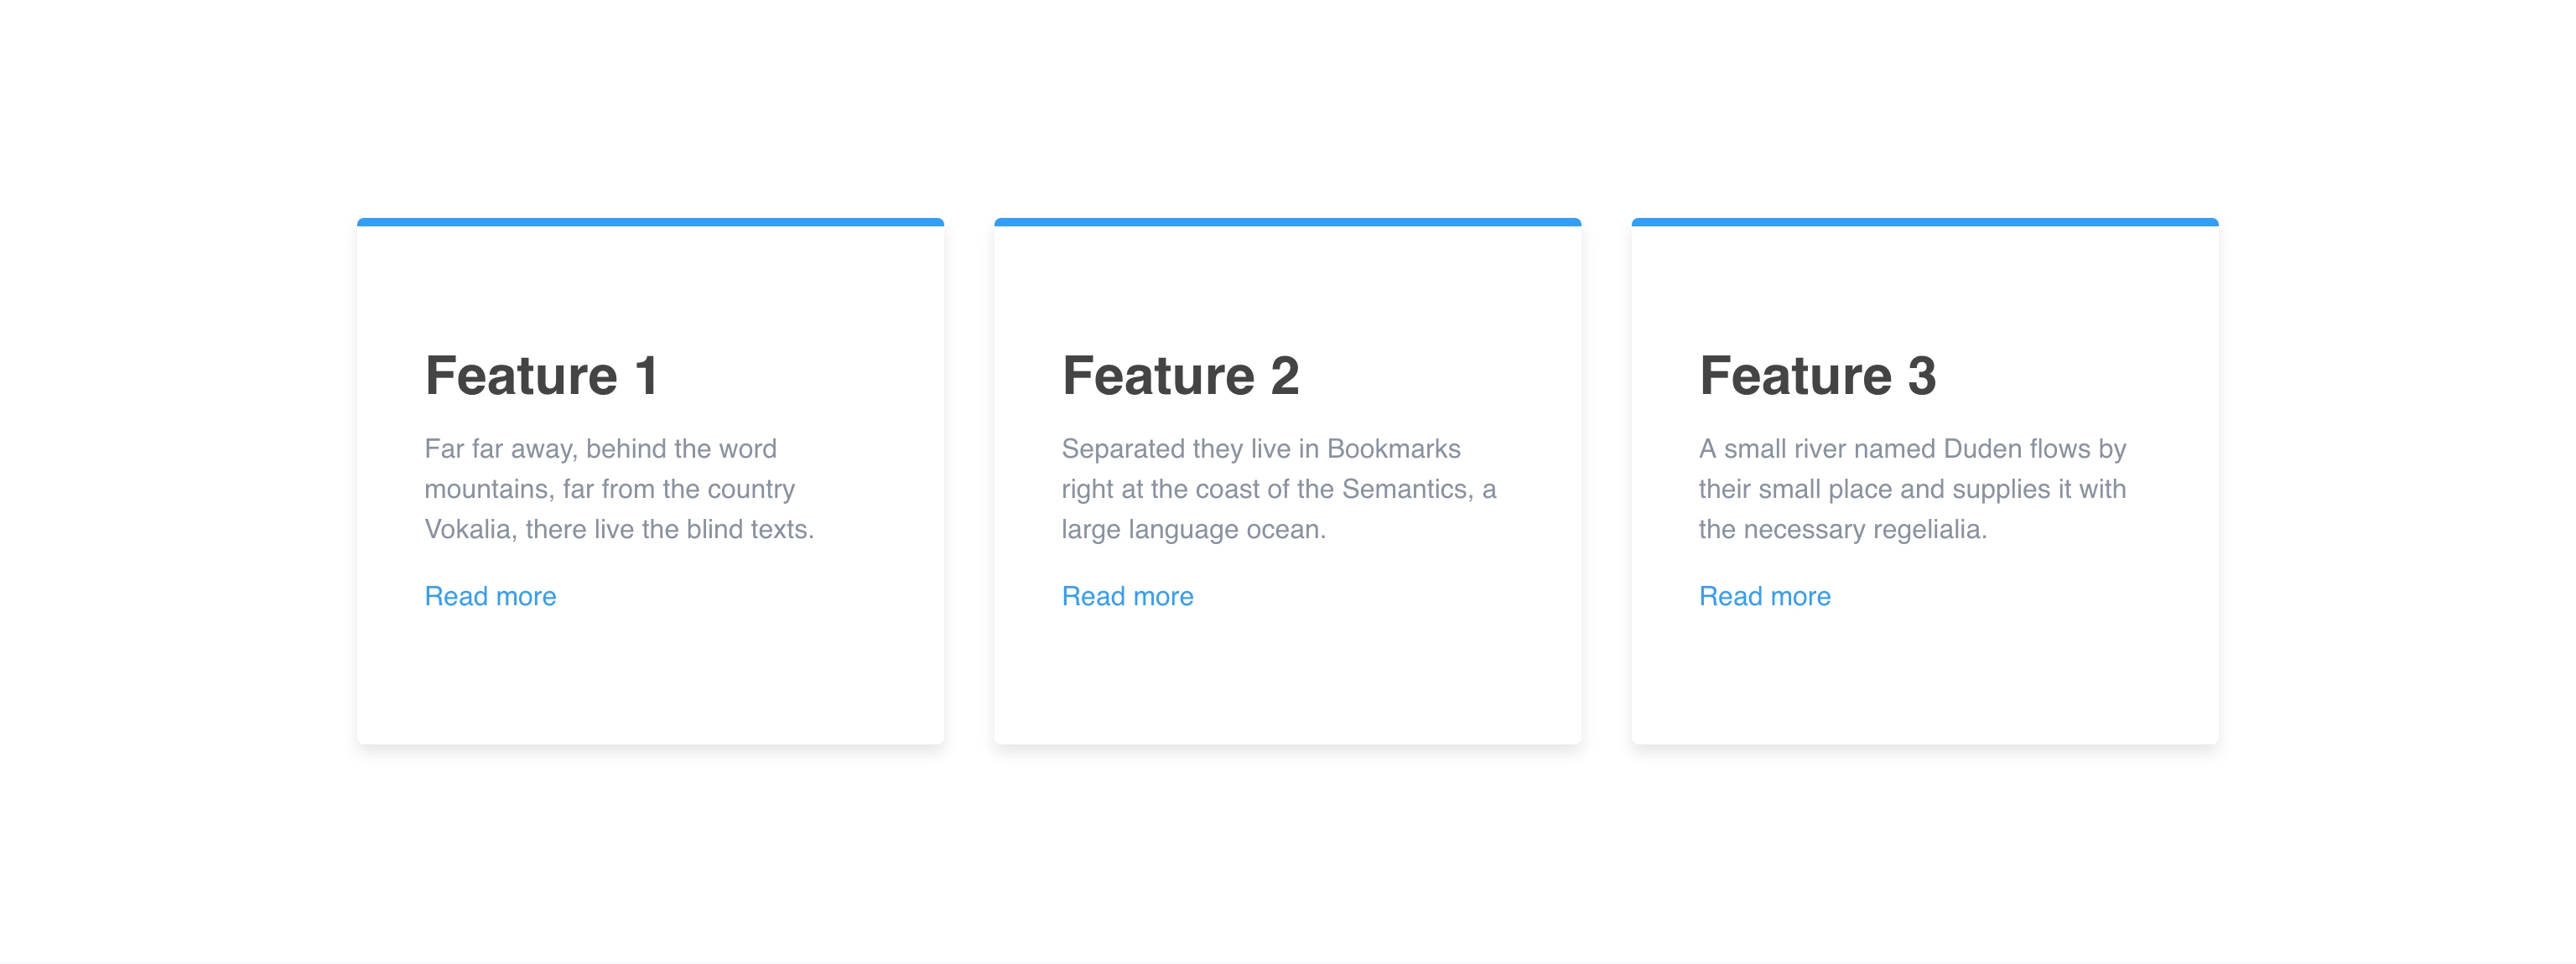 Feature 1
Far far away, behind the word
mountains, far from the country
Vokalia, there live the blind texts.
Read more
Feature 2
Separated they live in Bookmarks
right at the coast of the Semantics, a
large language ocean.
Read more
Feature 3
A small river named Duden flows by
their small place and supplies it with
the necessary regelialia.
Read more